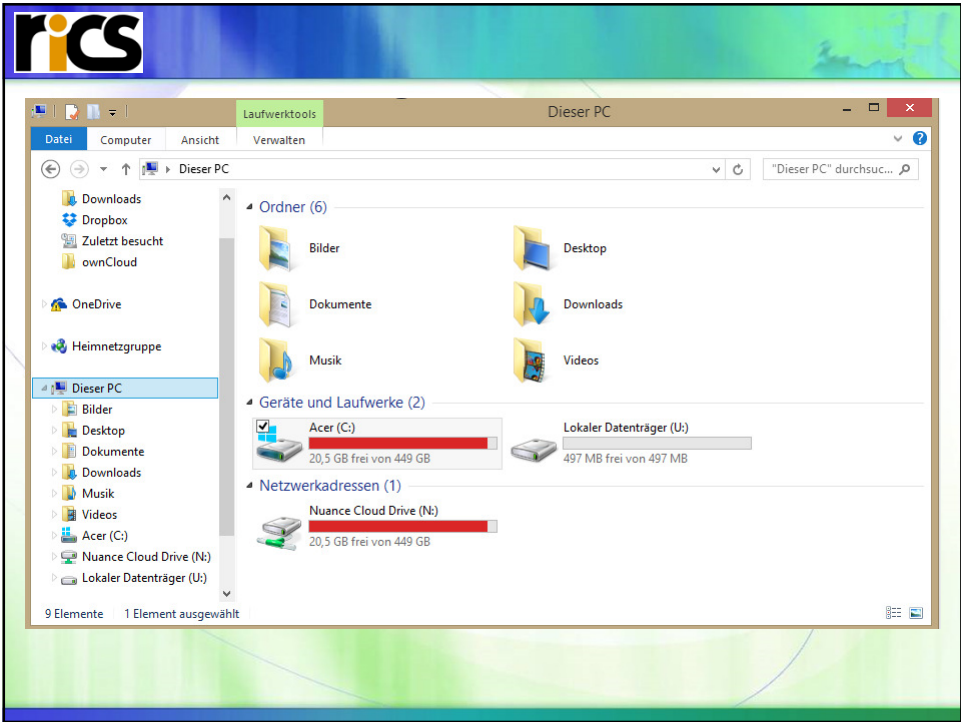 rics
Laufwerktools
Dieser PC
Datei
Computer
Ansicht
Verwalten
Dieser PC
"Dieser PC" durchsuc...
Downloads
Dropbox
Zuletzt besucht
ownCloud
OneDrive
Heimnetzgruppe
Dieser PC
Bilder
Desktop
Dokumente
Downloads
Musik
Videos
Acer (C:)
Nuance Cloud Drive (N:)
Lokaler Datenträger (U:)
Ordner (6)
Bilder
Desktop
Dokumente
Downloads
Musik
Videos
Geräte und Laufwerke (2)
Acer (C:)
20,5 GB frei von 449 GB
Lokaler Datenträger (U:)
497 MB frei von 497 MB
Netzwerkadressen (1)
Nuance Cloud Drive (N:)
20,5 GB frei von 449 GB
9 Elemente
1 Element ausgewählt